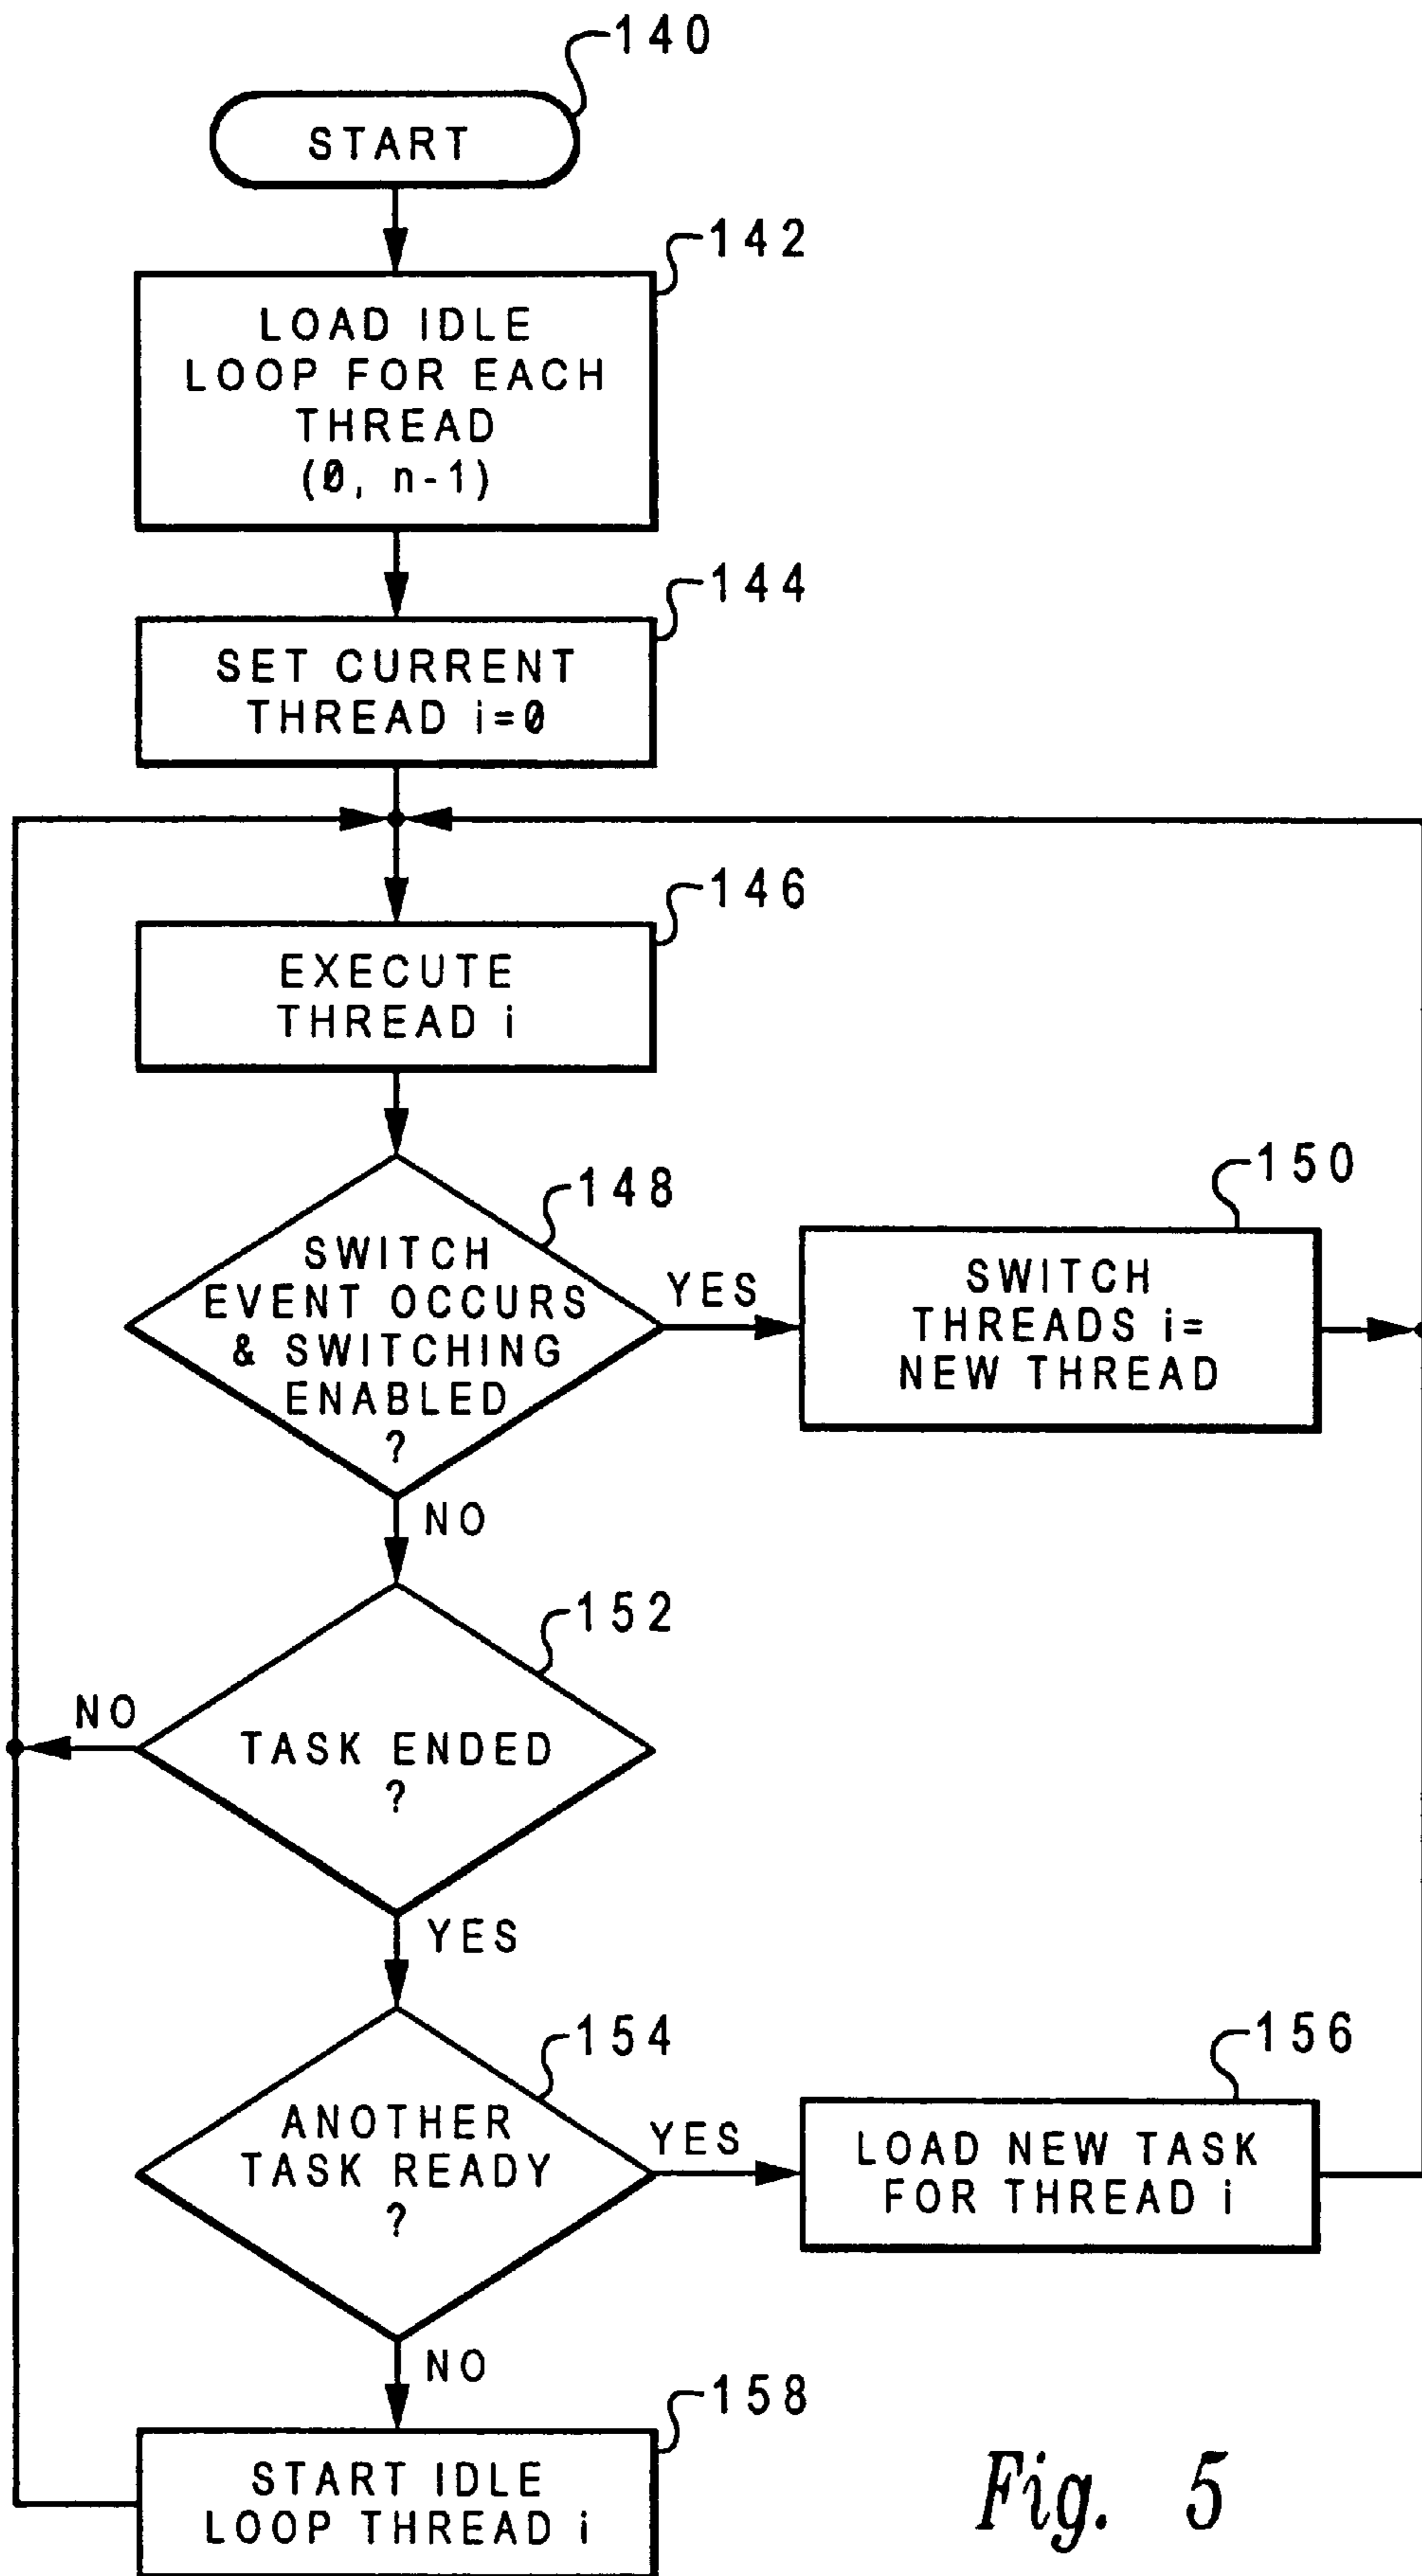 140
START
142
LOAD IDLE
LOOP FOR EACH
THREAD
(0, n-1)
144
SET CURRENT
THREAD i=0
146
EXECUTE
THREAD i
148
SWITCH
EVENT OCCURS
& SWITCHING
ENABLED
?
YES
150
SWITCH
THREADS i=
NEW THREAD
NO
152
TASK ENDED
?
NO
YES
154
ANOTHER
TASK READY
?
YES
156
LOAD NEW TASK
FOR THREAD i
NO
158
START IDLE
LOOP THREAD i
Fig. 5